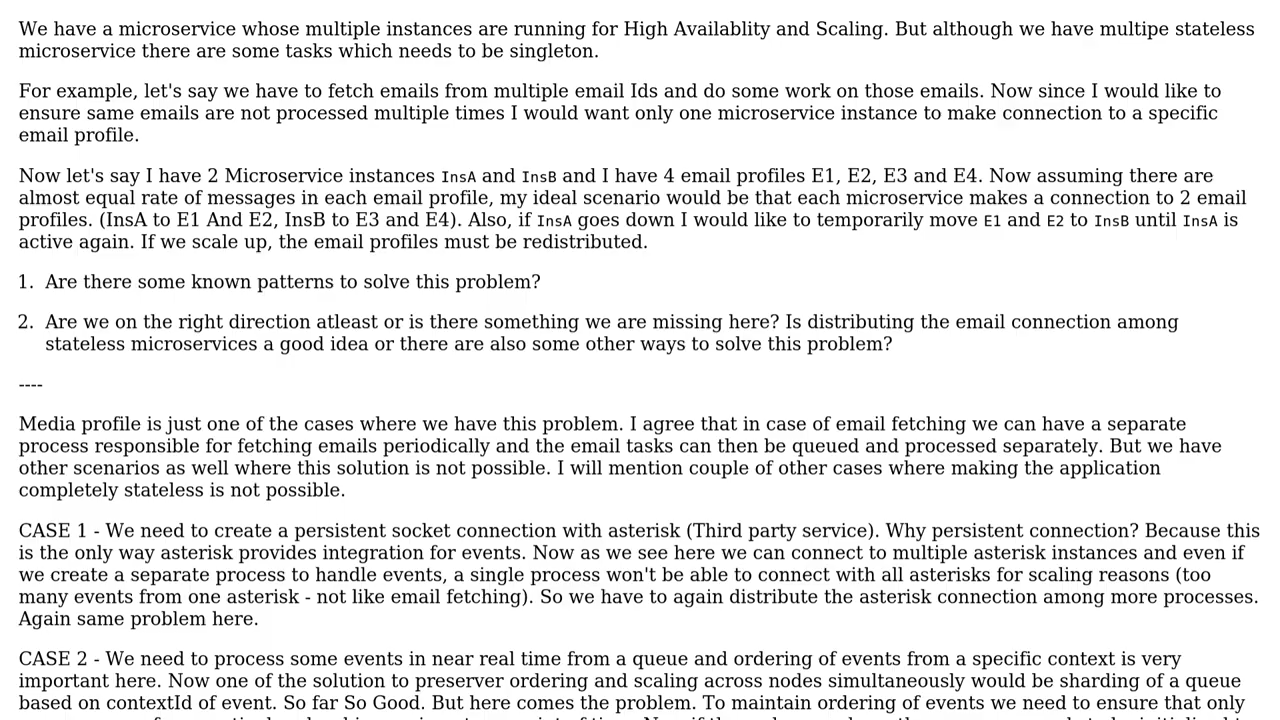 We have a microservice whose multiple instances are running for High Availablity and Scaling. But although we have multipe stateless
microservice there are some tasks which needs to be singleton.
For example, let's say we have to fetch emails from multiple email Ids and do some work on those emails. Now since I would like to
ensure same emails are not processed multiple times I would want only one microservice instance to make connection to a specific
email profile.
Now let's say I have 2 Microservice instances InsA and InsB and I have 4 email profiles E1, E2, E3 and E4. Now assuming there are
almost equal rate of messages in each email profile, my ideal scenario would be that each microservice makes a connection to 2 email
profiles. (InsA to E1 And E2, InsB to E3 and E4). Also, if InsA goes down I would like to temporarily move E1 and E2 to InsB until InsA is
active again. If we scale up, the email profiles must be redistributed.
1. Are there some known patterns to solve this problem?
2. Are we on the right direction atleast or is there something we are missing here? Is distributing the email connection among
stateless microservices a good idea or there are also some other ways to solve this problem?
----
Media profile is just one of the cases where we have this problem. I agree that in case of email fetching we can have a separate
process responsible for fetching emails periodically and the email tasks can then be queued and processed separately. But we have
other scenarios as well where this solution is not possible. I will mention couple of other cases where making the application
completely stateless is not possible.
CASE 1 - We need to create a persistent socket connection with asterisk (Third party service). Why persistent connection? Because this
is the only way asterisk provides integration for events. Now as we see here we can connect to multiple asterisk instances and even if
we create a separate process to handle events, a single process won't be able to connect with all asterisks for scaling reasons (too
many events from one asterisk - not like email fetching). So we have to again distribute the asterisk connection among more processes.
Again same problem here.
CASE 2 - We need to process some events in near real time from a queue and ordering of events from a specific context is very
important here. Now one of the solution to preserver ordering and scaling across nodes simultaneously would be sharding of a queue
based on contextId of event. So far So Good. But here comes the problem. To maintain ordering of events we need to ensure that only